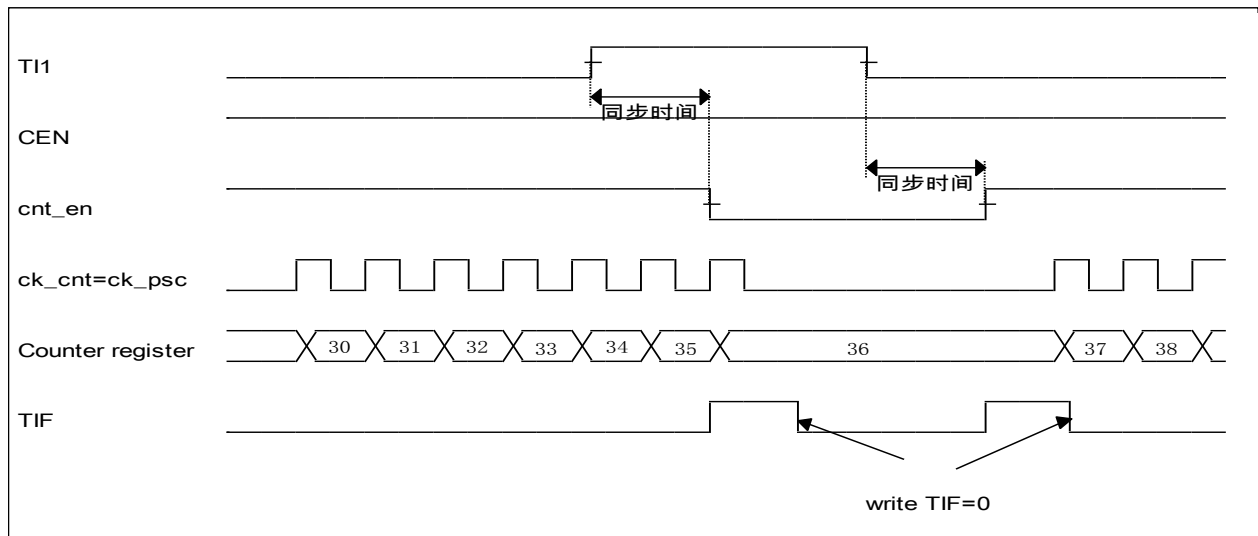 TI1
同步时间
CEN
同步时间
cnt_en
ck_cnt=ck_psc
Counter register 30 31 32 33 34 35 36 37 38
TIF
write TIF=0